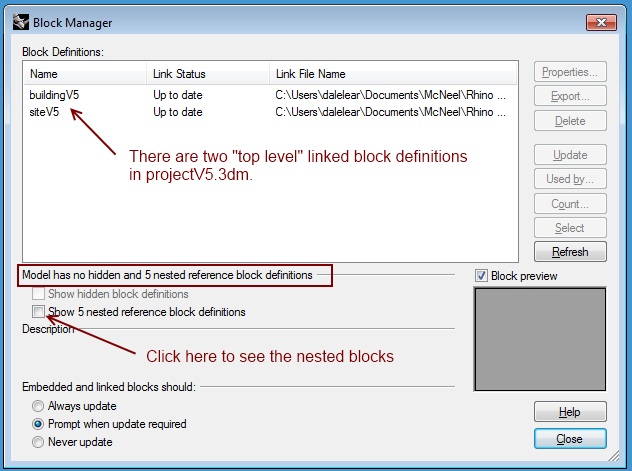 Block Manager
Block Definitions:
Name Link Status Link File Name
buildingV5 Up to date C:\Users\dalelear\Documents\McNeel\Rhino ...
siteV5 Up to date C:\Users\dalelear\Documents\McNeel\Rhino ...
There are two "top level" linked block definitions
in projectV5.3dm.
Properties...
Export...
Delete
Update
Used by...
Count...
Select
Refresh
Model has no hidden and 5 nested reference block definitions
Block preview
Show hidden block definitions
Show 5 nested reference block definitions
Description
Click here to see the nested blocks
Embedded and linked blocks should:
Always update
Prompt when update required
Never update
Help
Close